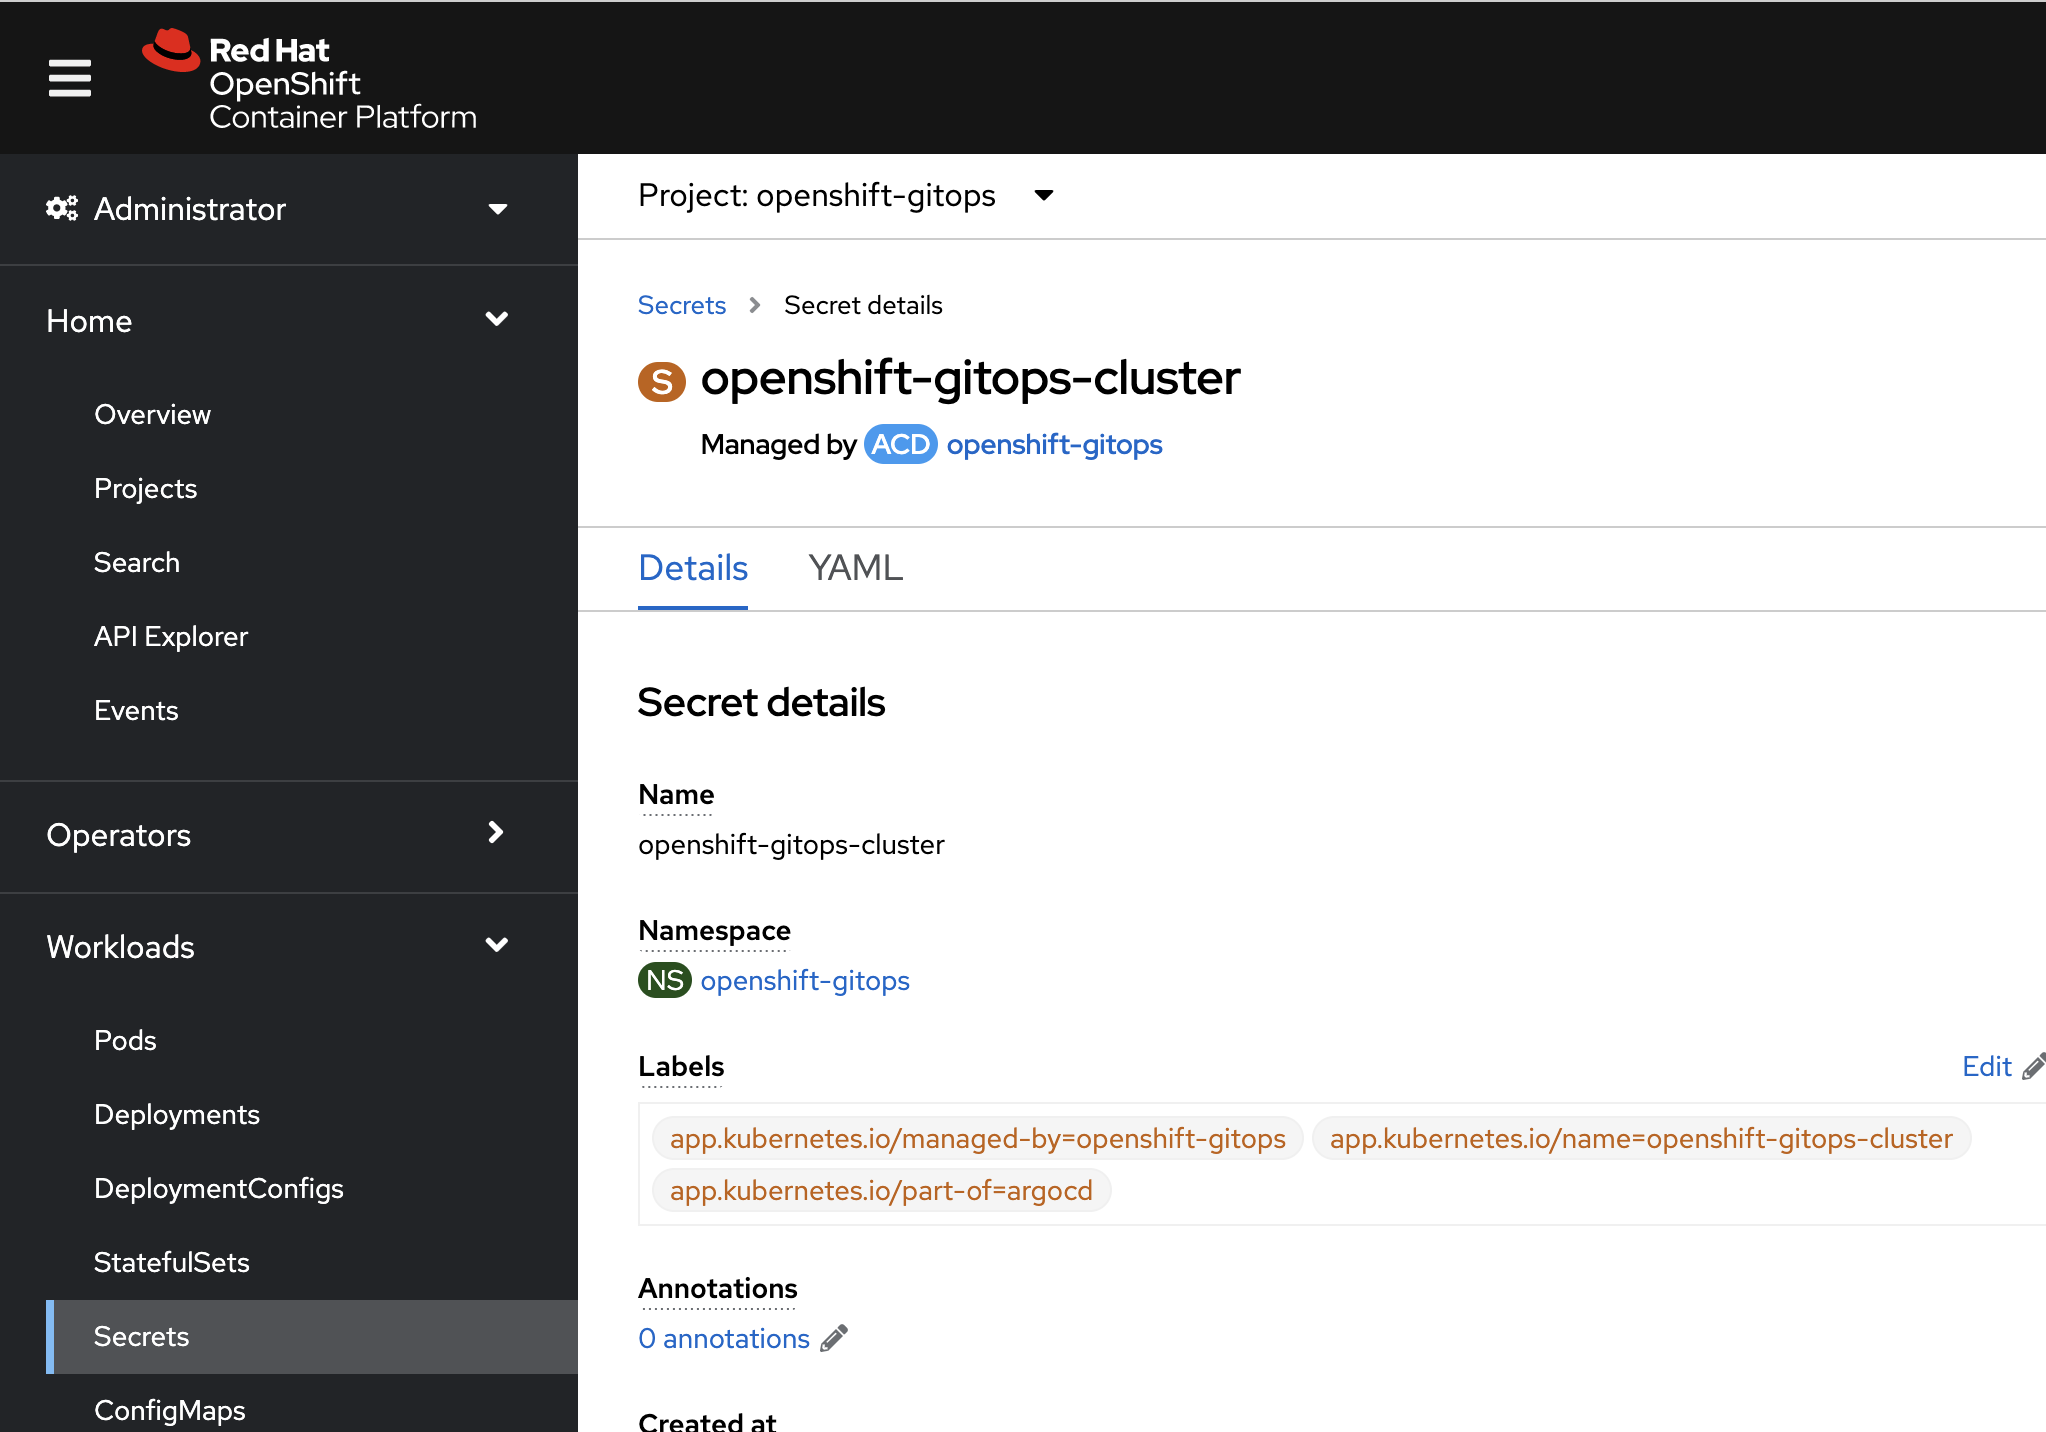 Red Hat
OpenShift
Container Platform
Administrator
Home
Overview
Projects
Search
API Explorer
Events
Operators
Workloads
Pods
Deployments
DeploymentConfigs
StatefulSets
Secrets
ConfigMaps
Project: openshift-gitops
Secrets > Secret details
S openshift-gitops-cluster
Managed by ACD openshift-gitops
Details YAML
Secret details
Name
openshift-gitops-cluster
Namespace
NS openshift-gitops
Labels Edit
app.kubernetes.io/managed-by=openshift-gitops app.kubernetes.io/name=openshift-gitops-cluster
app.kubernetes.io/part-of=argocd
Annotations
0 annotations
Created at